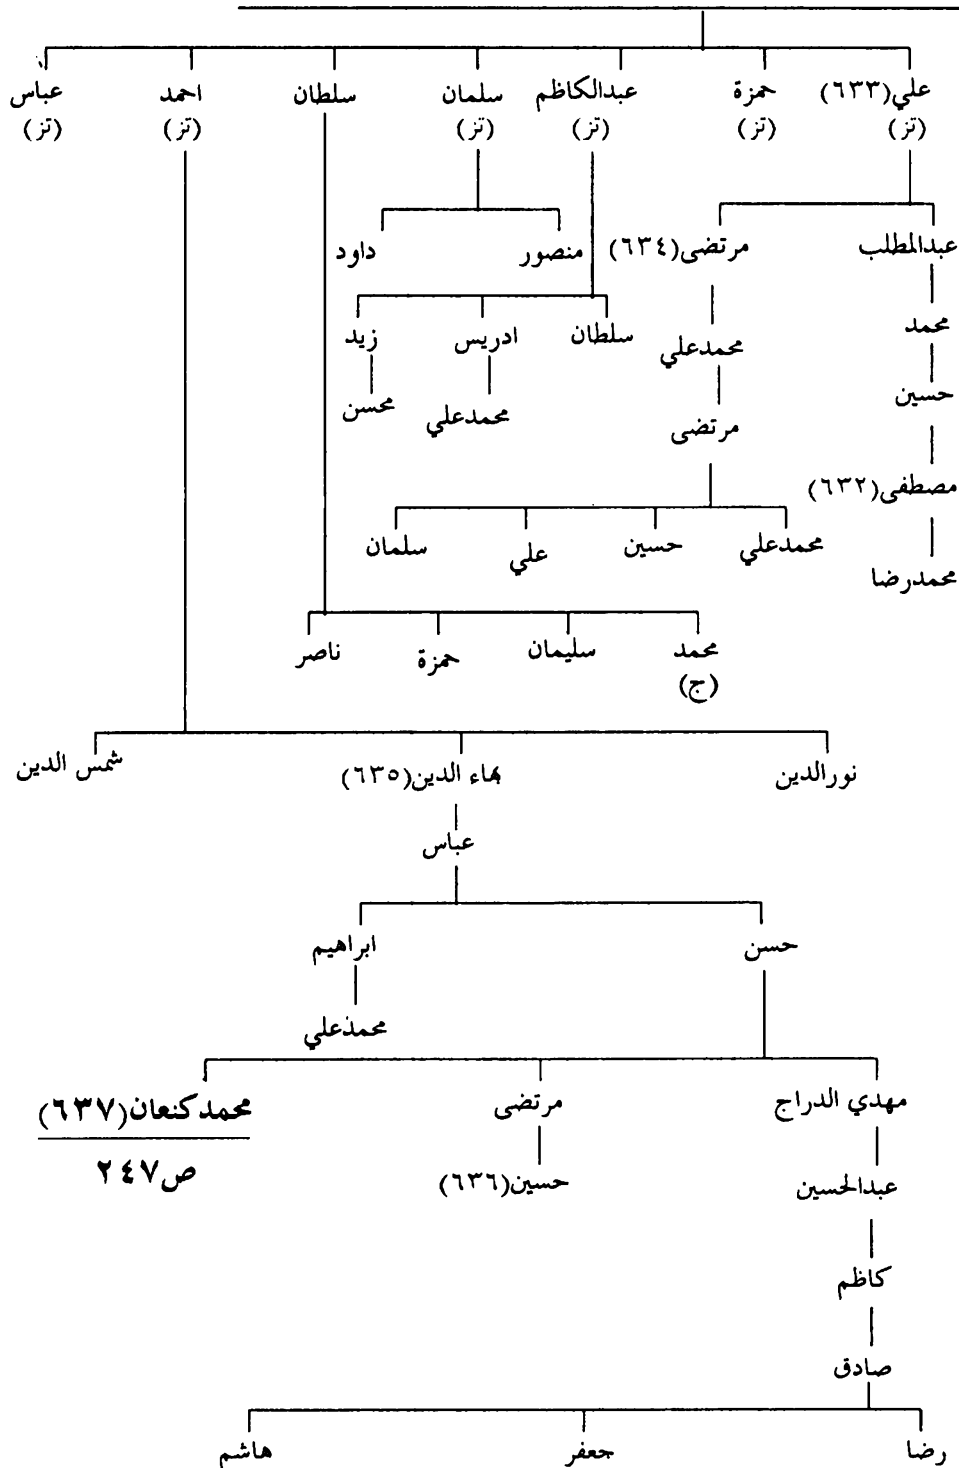 علي(٦٣٣) حمزة عبدالكاظم سلمان سلطان احمد عباس
(تز) (تز) (تز) (تز) (تز) (تز)
عبدالمطلب مرتضى(٦٣٤) منصور داود
محمد محمدعلي سلطان ادريس زيد
حسين مرتضى محمدعلي محسن
مصطفى(٦٣٢)
محمدعلي حسين علي سلمان
محمدرضا
محمد سليمان حمزة ناصر
(ج)
نورالدين بهاء الدين(٦٣٥) شمس الدين
عباس
حسن ابراهيم
محمدعلي
مهدي الدراج مرتضى محمدكنعان(٦٣٧)
عبدالحسين حسين(٦٣٦) ص٢٤٧
كاظم
صادق
رضا جعفر هاشم